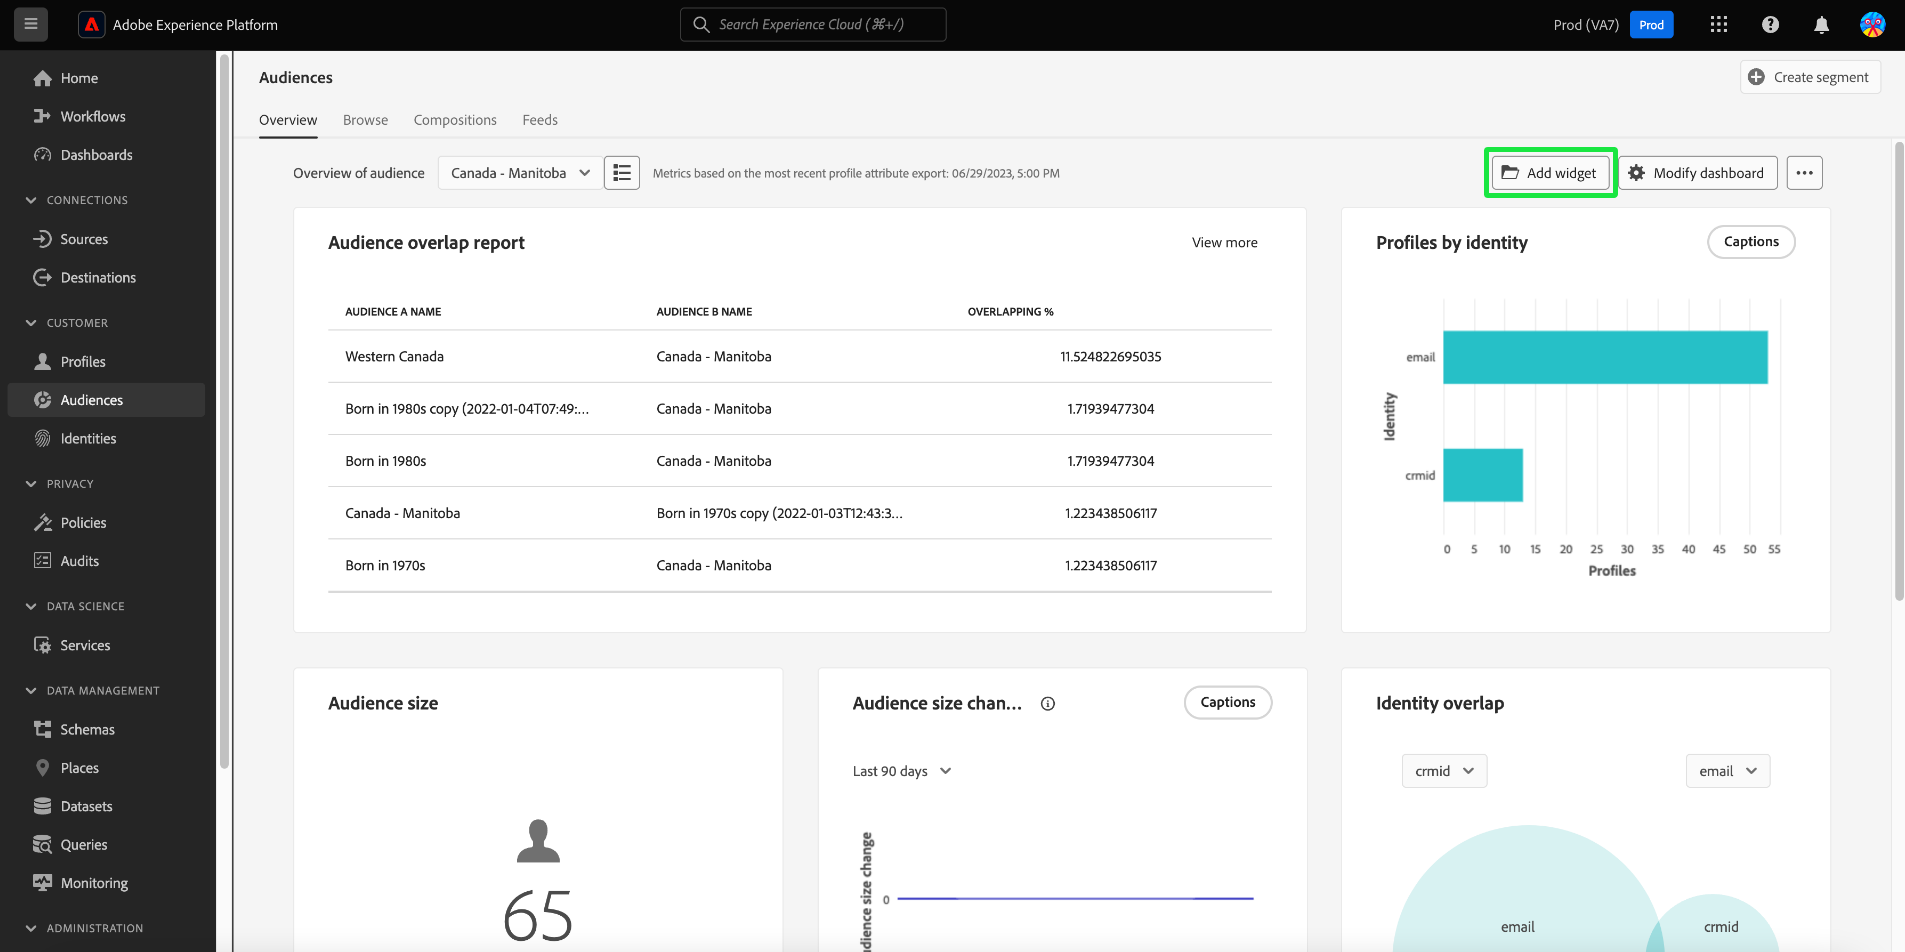 Adobe Experience Platform
Search Experience Cloud (⌘+/)
Prod (VA7)
Prod
Home
Workflows
Dashboards
CONNECTIONS
Sources
Destinations
CUSTOMER
Profiles
Audiences
Identities
PRIVACY
Policies
Audits
DATA SCIENCE
Services
DATA MANAGEMENT
Schemas
Places
Datasets
Queries
Monitoring
ADMINISTRATION
Audiences
Create segment
Overview Browse Compositions Feeds
Overview of audience
Canada - Manitoba
Metrics based on the most recent profile attribute export: 06/29/2023, 5:00 PM
Add widget
Modify dashboard
Audience overlap report
View more
AUDIENCE A NAME AUDIENCE B NAME OVERLAPPING %
Western Canada Canada - Manitoba 11.524822695035
Born in 1980s copy (2022-01-04T07:49:... Canada - Manitoba 1.71939477304
Born in 1980s Canada - Manitoba 1.71939477304
Canada - Manitoba Born in 1970s copy (2022-01-03T12:43:3... 1.223438506117
Born in 1970s Canada - Manitoba 1.223438506117
Profiles by identity
Captions
Identity
email
crmid
0 5 10 15 20 25 30 35 40 45 50 55
Profiles
Audience size
65
Audience size chan...
Captions
Last 90 days
udience size change
0
Identity overlap
crmid
email
email
crmid